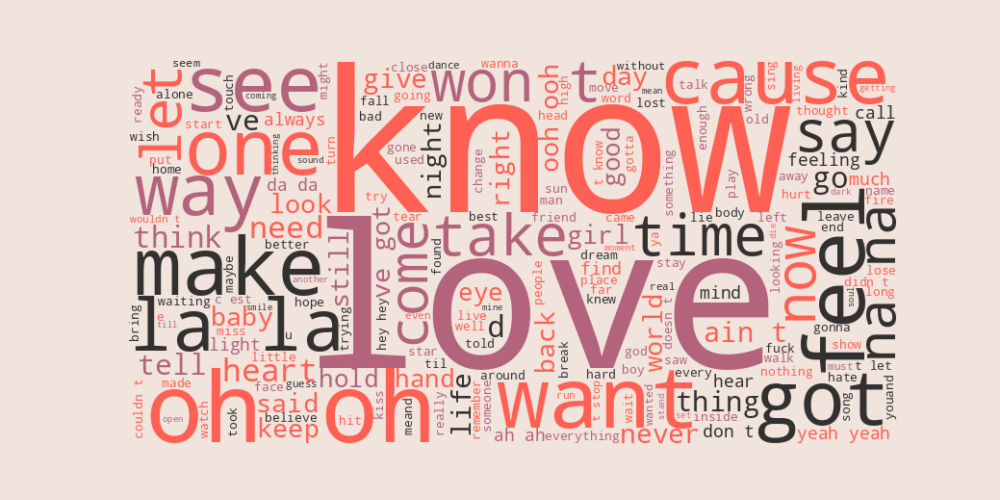 seem
see
know
won t
cause
let
alone
touch
coming
might
close
dance
wanna
give
going
ooh ooh
high
day
without
mean
talk
wrong
sing
living
kind
getting
ready
ve
always
fall
bad
new
move
word
lost
head
old
thought
call
wish
start
one
thinking
sound
turn
gone
used
night
right
change
t know
good
gotta
enough
say
feeling
put
home
way
da da
look
try
sun
man
something
play
away
hurt
go
much
dark
name
fire
wouldn t
need
tear
best
friend
came
lie
body
left
leave
end
think
better
still
ve got
come
found
take
girl
time
moment
ya
die
looking
now
feel
na na
make
maybe
another
love
dream
find
place
far
knew
people
stay
real
mind
soul
lose
didn t
long
bring
waiting
c est
smile
hope
trying
hey hey
even
eye
mine
live
well
d
told
world
doesn t
ain t
gonna
la la
e
till
baby
miss
light
u
star
til
back
break
god
boy
saw
walk
fuck
show
tell
little
heart
face
guess
hold
hand
around
hard
every
hear
nothing
must
t let
hate
couldn t
made
oh oh
open
watch
took
said
believe
keep
hit
kiss
meand
really
life
remember
someone
want
run
t stop
wait
wanted
stand
set
thing
inside
got
song
youand
ah ah
everything
never
don t
yeah yeah